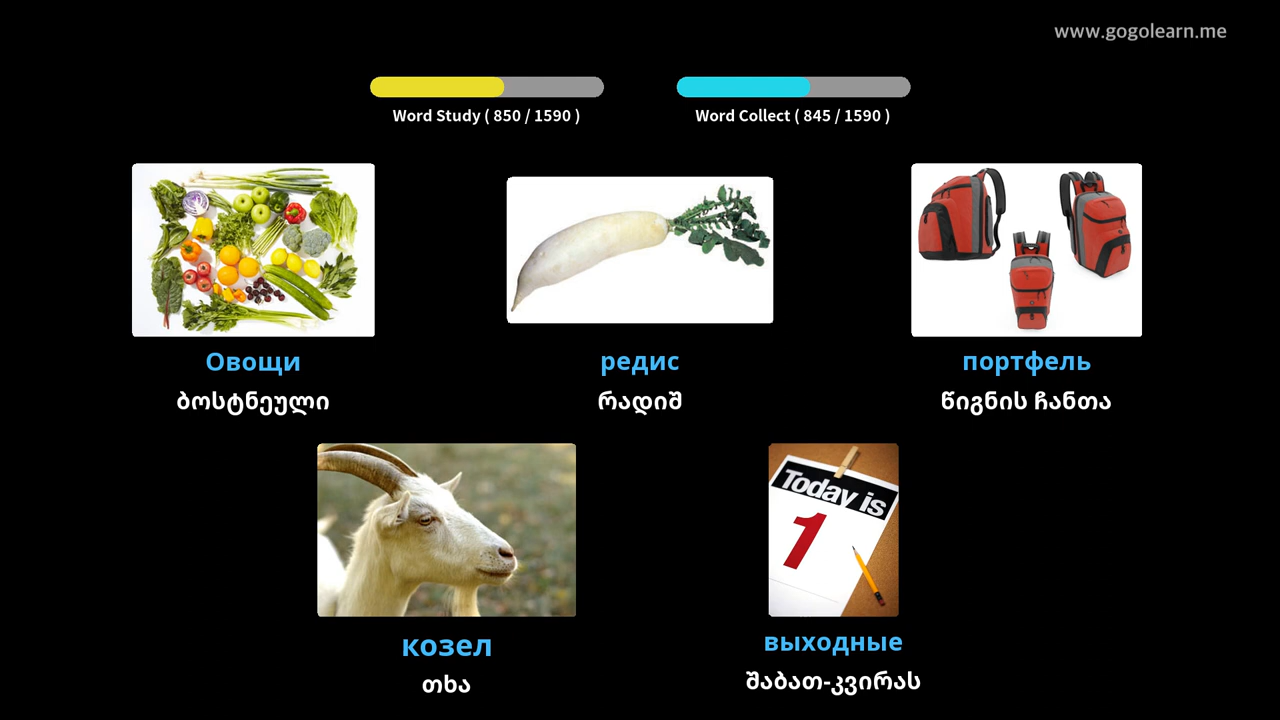 www.gogolearn.me
Word Study ( 850 / 1590 )
Word Collect ( 845 / 1590 )
Овощи
редис
портфель
ბოსტნეული
რადიშ
წიგნის ჩანთა
Today is
1
козел
выходные
თხა
შაბათ-კვირას